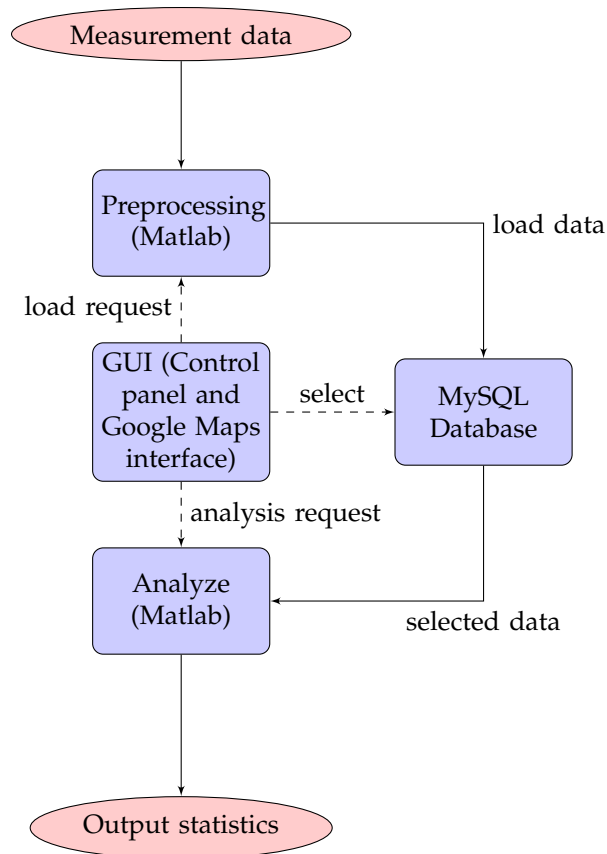 Measurement data
Preprocessing
(Matlab)
load data
load request
GUI (Control
panel and
Google Maps
interface)
select
MySQL
Database
analysis request
Analyze
(Matlab)
selected data
Output statistics